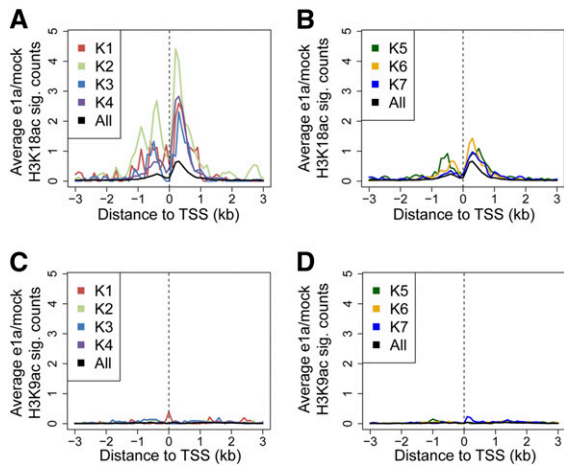 A
Average e1a/mock
H3K18ac sig. counts
5
4
3
2
1
0
K1
K2
K3
K4
All
−3 −2 −1 0 1 2 3
Distance to TSS (kb)
B
Average e1a/mock
H3K18ac sig. counts
5
4
3
2
1
0
K5
K6
K7
All
−3 −2 −1 0 1 2 3
Distance to TSS (kb)
C
Average e1a/mock
H3K9ac sig. counts
5
4
3
2
1
0
K1
K2
K3
K4
All
−3 −2 −1 0 1 2 3
Distance to TSS (kb)
D
Average e1a/mock
H3K9ac sig. counts
5
4
3
2
1
0
K5
K6
K7
All
−3 −2 −1 0 1 2 3
Distance to TSS (kb)